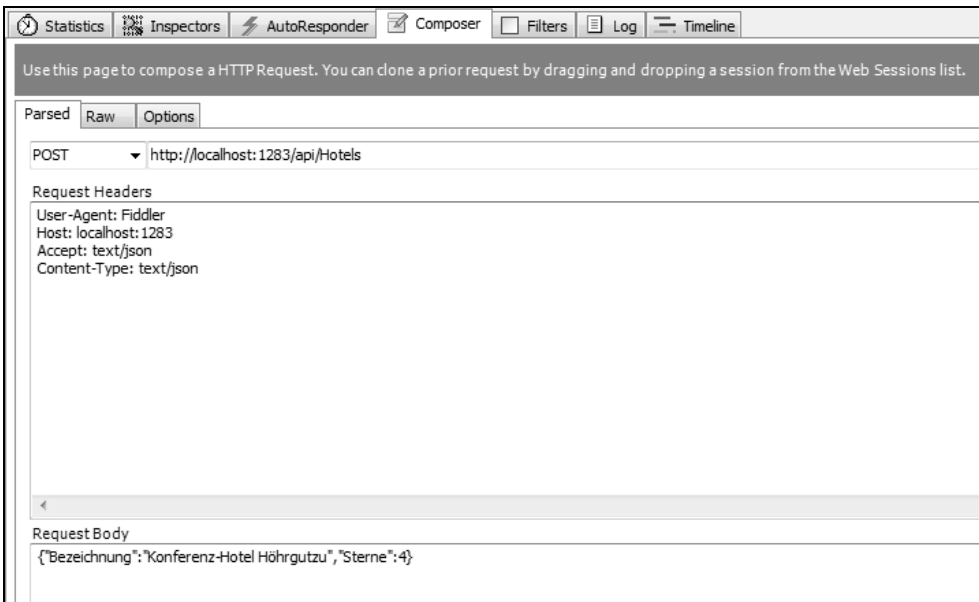 Statistics Inspectors AutoResponder Composer Filters Log Timeline
Use this page to compose a HTTP Request. You can clone a prior request by dragging and dropping a session from the Web Sessions list.
Parsed Raw Options
POST http://localhost:1283/api/Hotels
Request Headers
User-Agent: Fiddler
Host: localhost:1283
Accept: text/json
Content-Type: text/json
Request Body
{"Bezeichnung":"Konferenz-Hotel Höhrgutzu","Sterne":4}